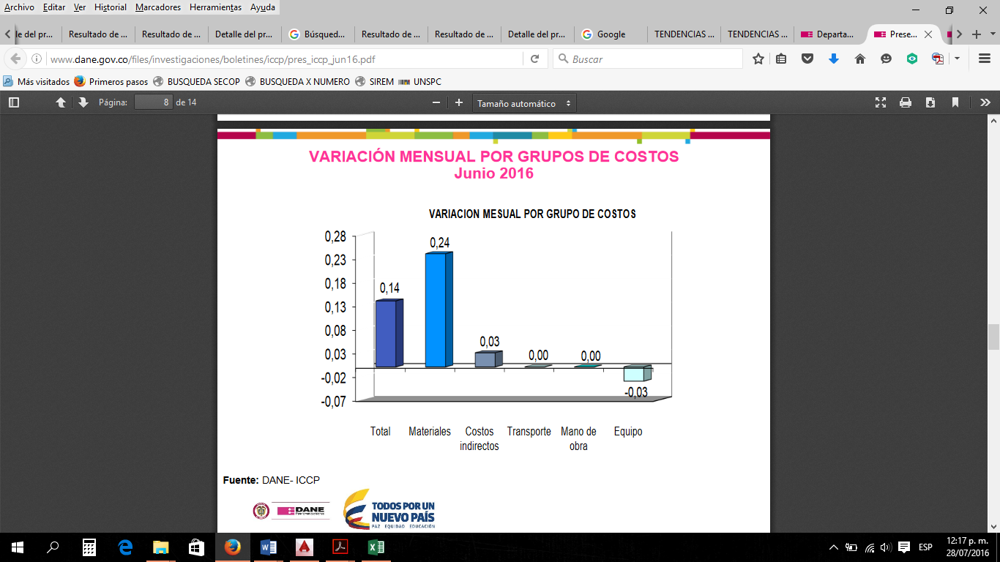 Archivo Editar Ver Historial Marcadores Herramientas Ayuda
le del pr... Resultado de ... Resultado de ... Detalle del pr... Búsqued... Resultado de ... Resultado de ... Detalle del pr... Google TENDENCIAS ... TENDENCIAS ... Departa... Prese...
www.dane.gov.co/files/investigaciones/boletines/iccp/pres_iccp_jun16.pdf Buscar
Más visitados Primeros pasos BUSQUEDA SECOP BUSQUEDA X NUMERO SIREM UNSPC
Página: 8 de 14 Tamaño automático
VARIACIÓN MENSUAL POR GRUPOS DE COSTOS
Junio 2016
VARIACION MESUAL POR GRUPO DE COSTOS
0,28
0,23
0,18
0,13
0,08
0,03
-0,02
-0,07
0,14
0,24
0,03
0,00
0,00
-0,03
Total Materiales Costos Transporte Mano de Equipo
indirectos obra
Fuente: DANE- ICCP
DANE
Para tomar decisiones
TODOS POR UN
NUEVO PAÍS
PAZ EQUIDAD EDUCACIÓN
ESP
12:17 p. m.
28/07/2016